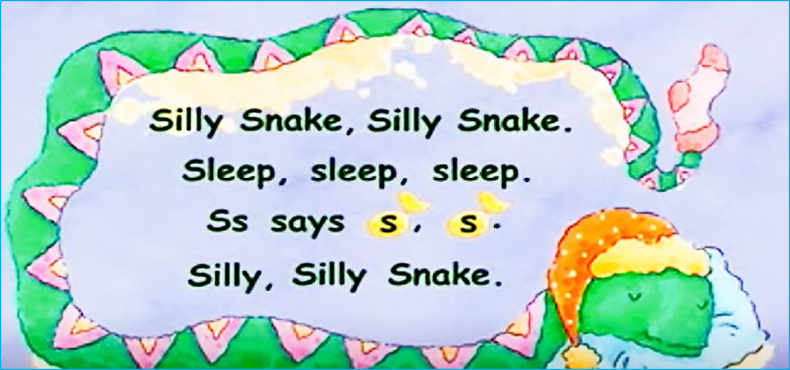 Silly Snake, Silly Snake.
Sleep, sleep, sleep.
Ss says s, s.
Silly, Silly Snake.